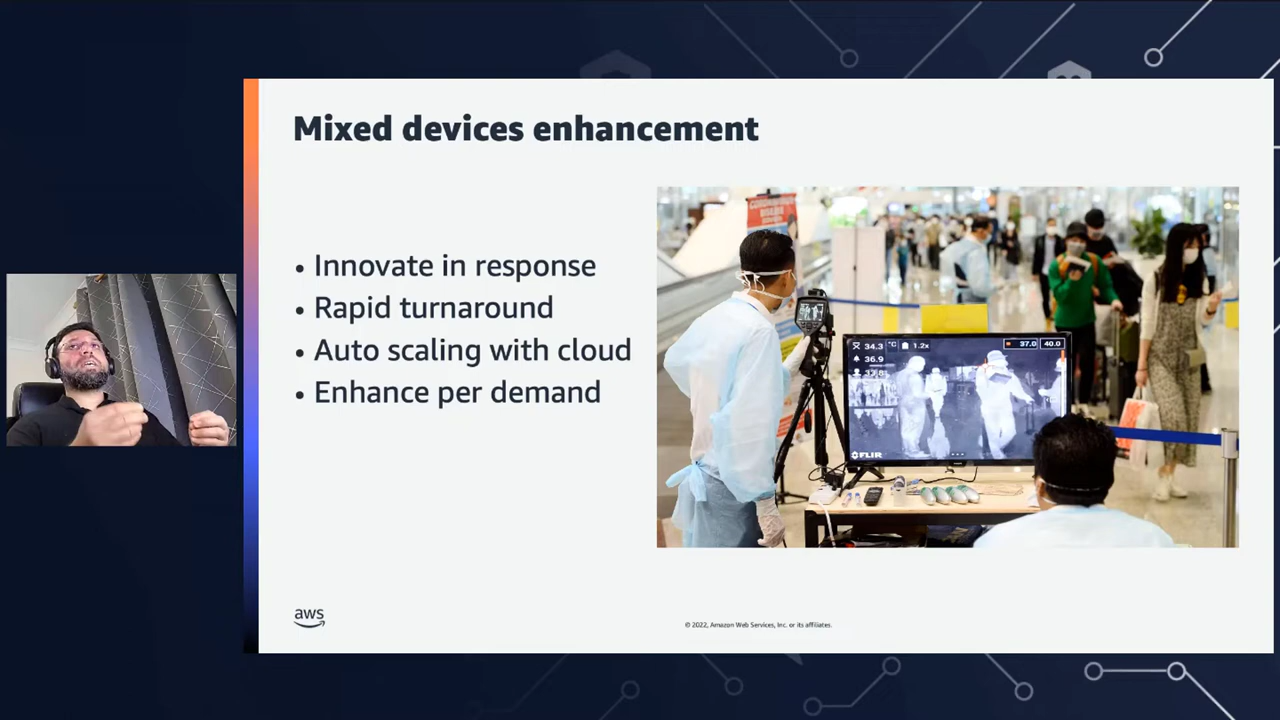 Mixed devices enhancement
• Innovate in response
• Rapid turnaround
• Auto scaling with cloud
• Enhance per demand
34.3 °C 1.2x
37.0 40.0
36.9
FLIR
aws
© 2022, Amazon Web Services, Inc. or its affiliates.